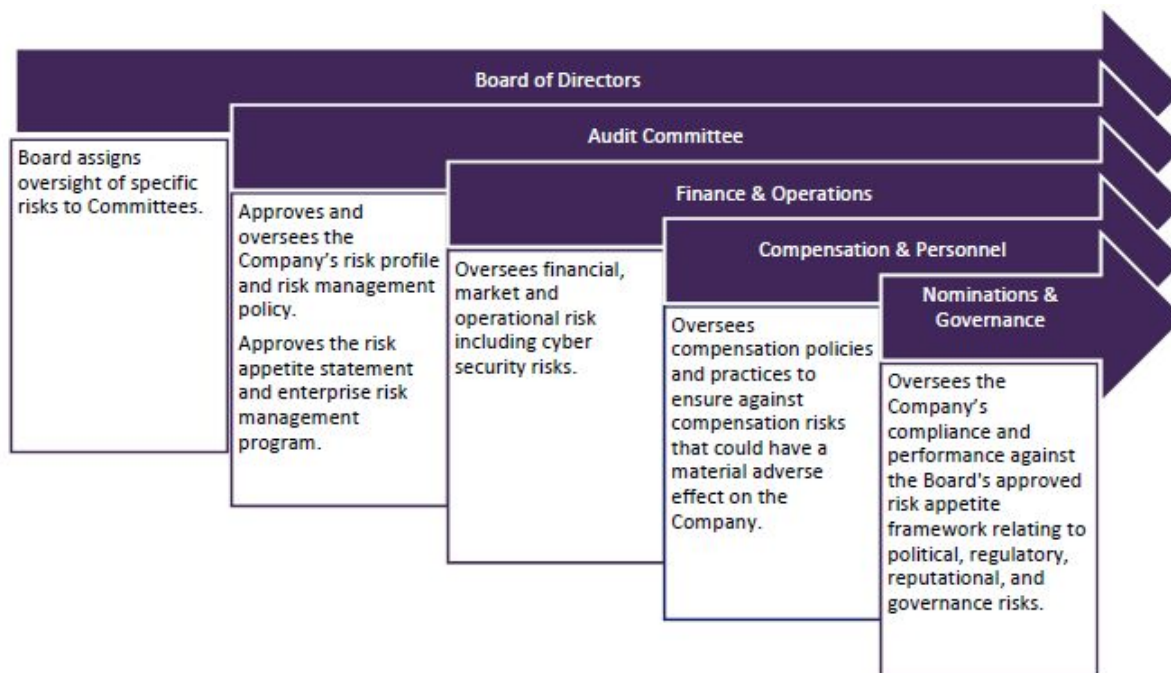 Board of Directors
Board assigns
oversight of specific
risks to Committees.
Audit Committee
Approves and
oversees the
Company’s risk profile
and risk management
policy.
Approves the risk
appetite statement
and enterprise risk
management
program.
Finance & Operations
Oversees financial,
market and
operational risk
including cyber
security risks.
Compensation & Personnel
Oversees
compensation policies
and practices to
ensure against
compensation risks
that could have a
material adverse
effect on the
Company.
Nominations &
Governance
Oversees the
Company’s
compliance and
performance against
the Board's approved
risk appetite
framework relating to
political, regulatory,
reputational, and
governance risks.